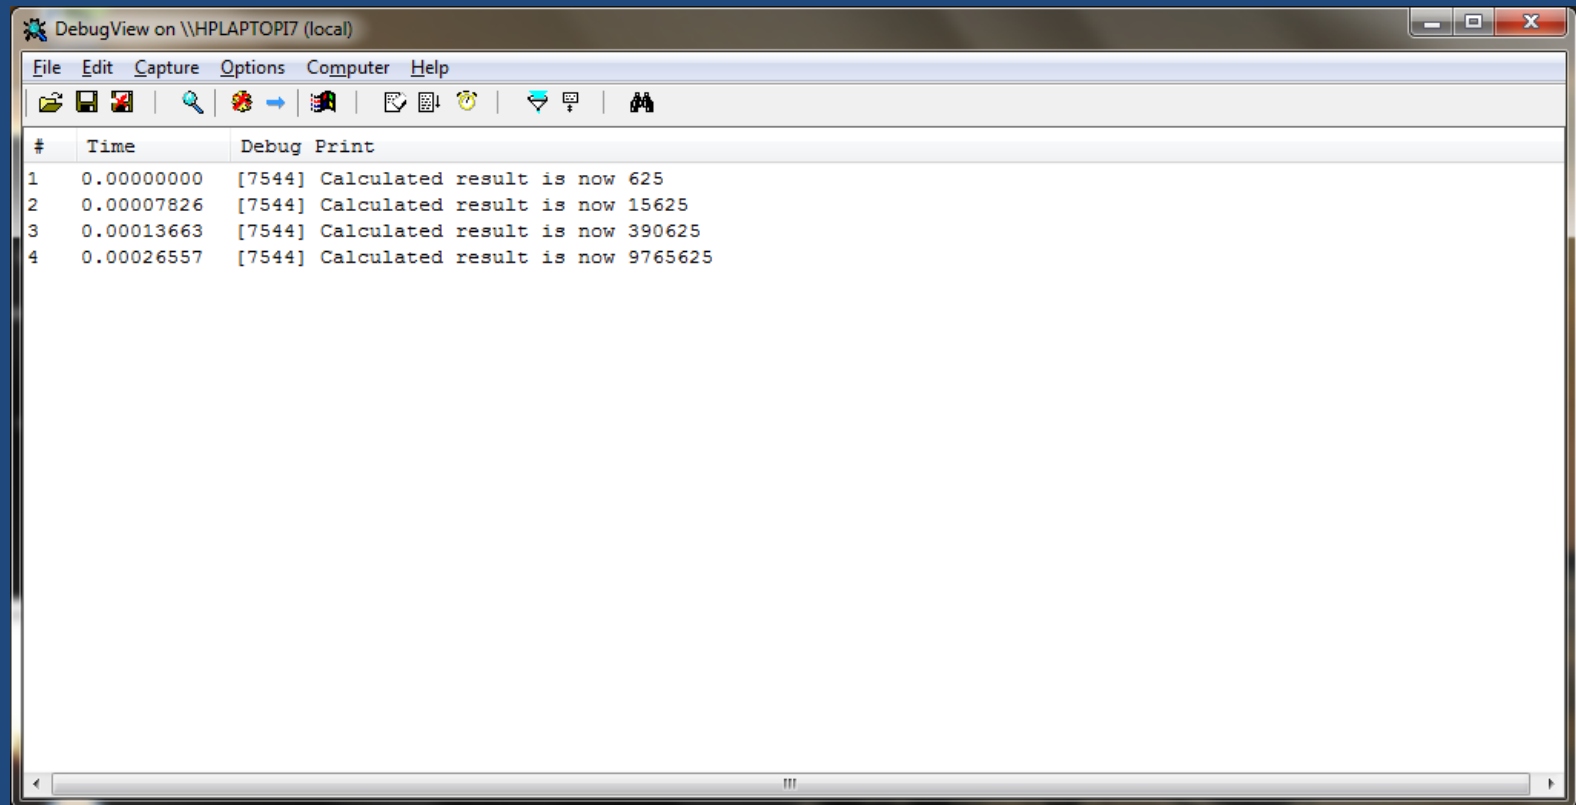 DebugView on \\HPLAPTOPI7 (local)
File Edit Capture Options Computer Help
# Time Debug Print
1 0.00000000 [7544] Calculated result is now 625
2 0.00007826 [7544] Calculated result is now 15625
3 0.00013663 [7544] Calculated result is now 390625
4 0.00026557 [7544] Calculated result is now 9765625